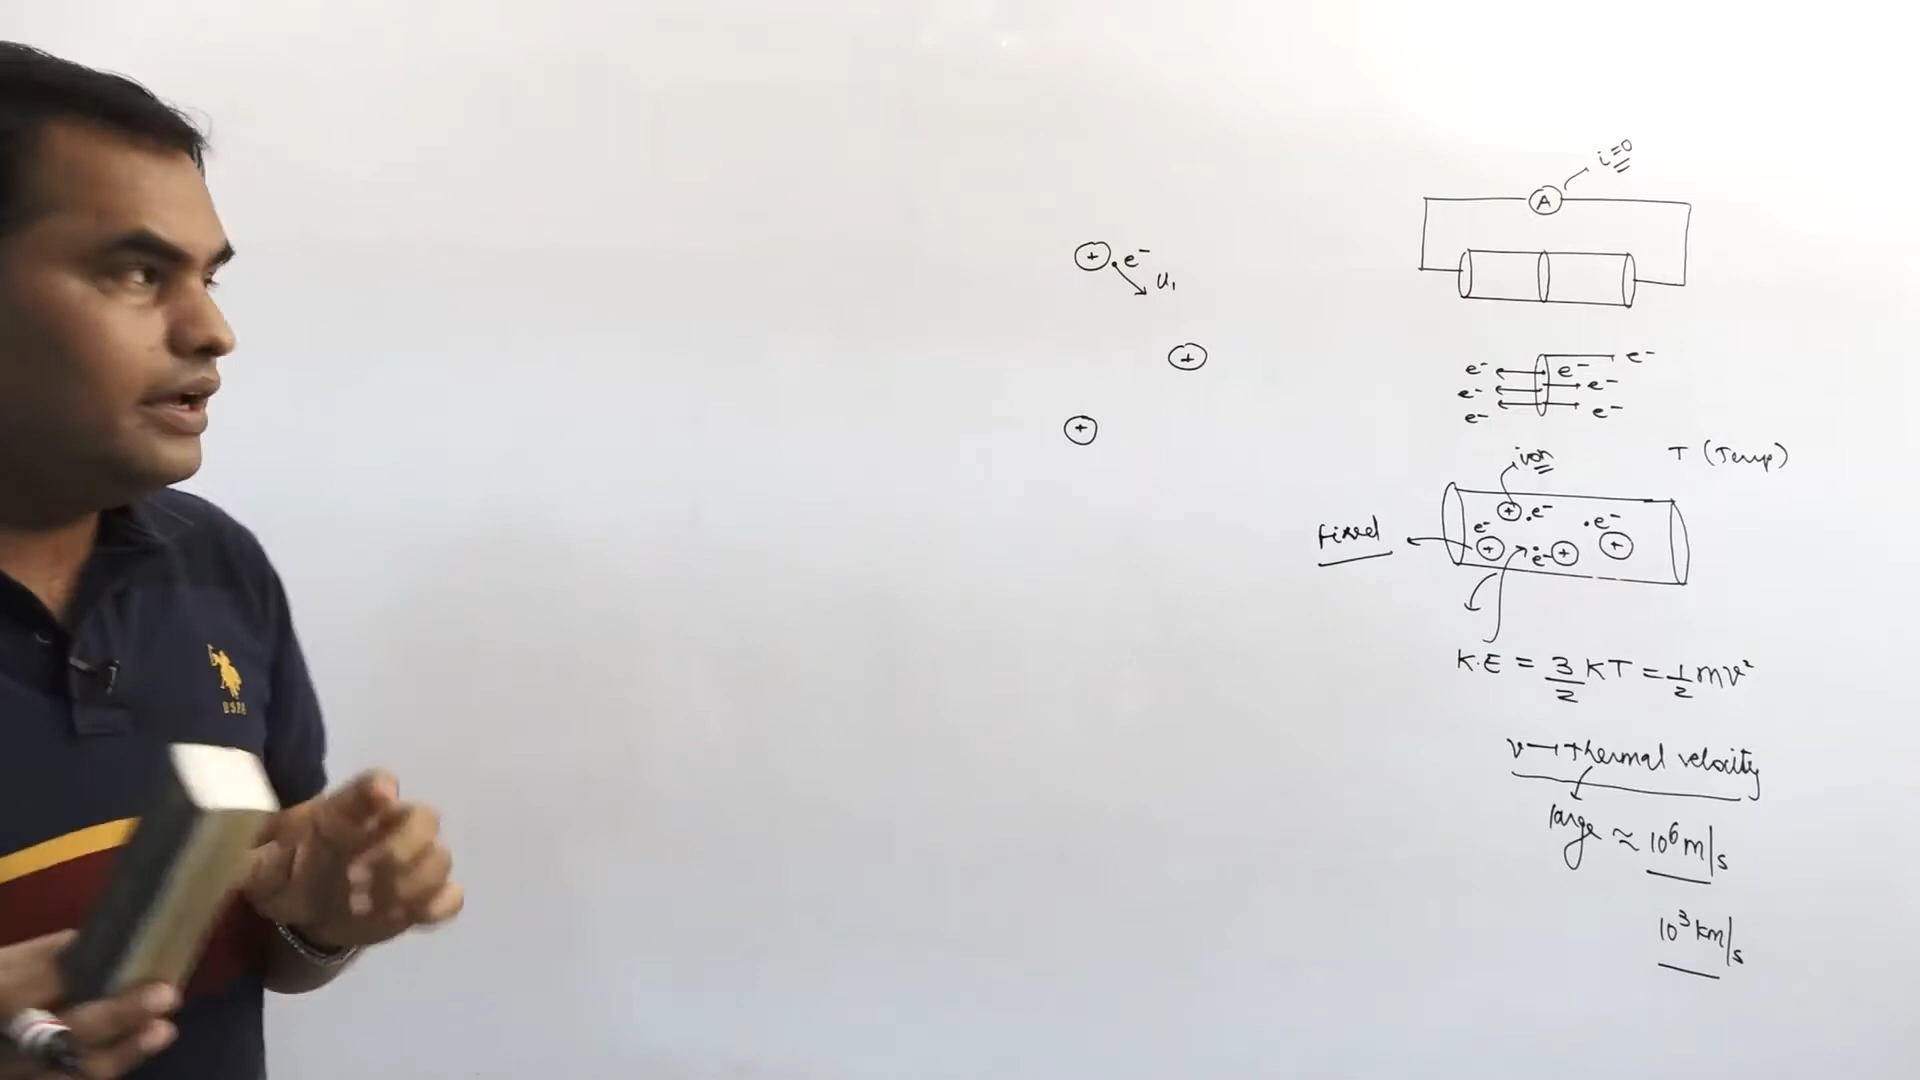 i=0
A
+ e⁻
u₁
+
e⁻ e⁻ e⁻
e⁻ e⁻
e⁻ e⁻
+
ion T (Temp)
+ e⁻ e⁻
fixed e⁻ + e⁻ + +
K.E = 3/2 KT = 1/2 mv²
v → Thermal velocity
large ≈ 10⁶ m/s
10³ km/s